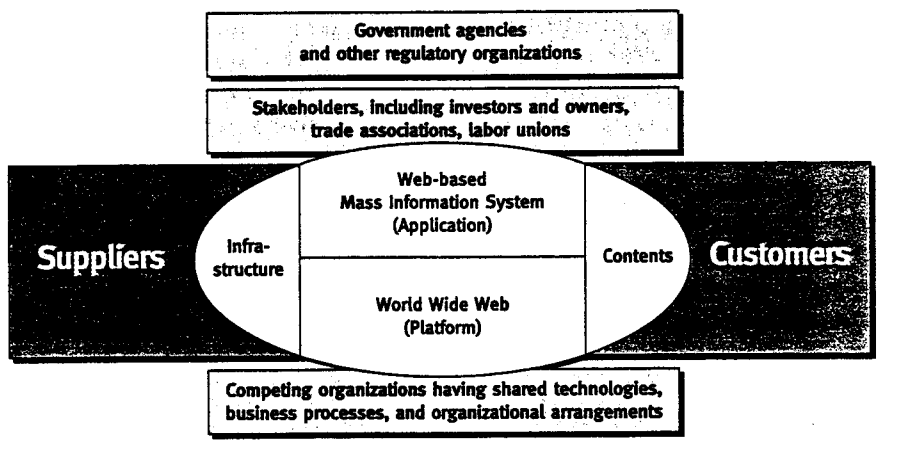 Government agencies
and other regulatory organizations
Stakeholders, including investors and owners,
trade associations, labor unions
Suppliers
Infra-
structure
Web-based
Mass Information System
(Application)
World Wide Web
(Platform)
Contents
Customers
Competing organizations having shared technologies,
business processes, and organizational arrangements